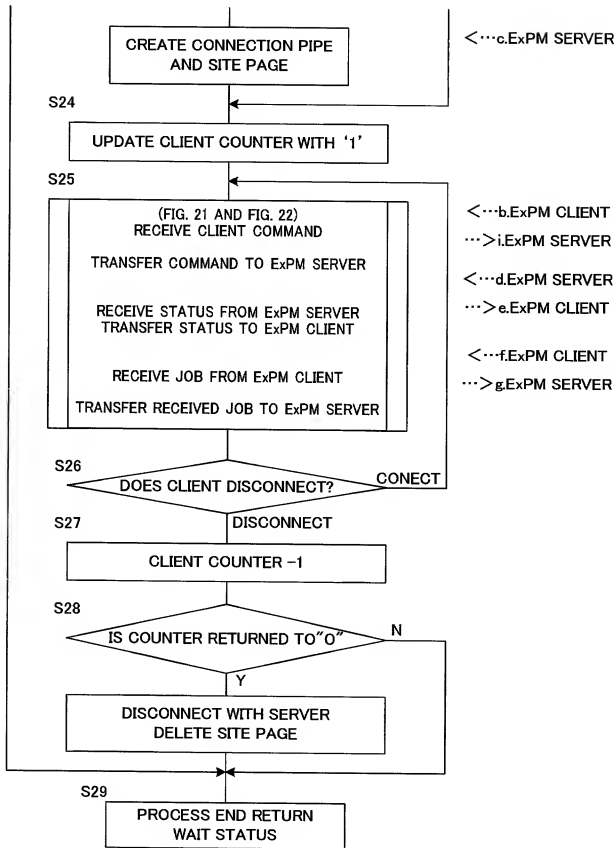 CREATE CONNECTION PIPE
AND SITE PAGE
<···c.ExPM SERVER
S24
UPDATE CLIENT COUNTER WITH '1'
S25
(FIG. 21 AND FIG. 22)
RECEIVE CLIENT COMMAND
<···b.ExPM CLIENT
···>i.ExPM SERVER
TRANSFER COMMAND TO ExPM SERVER
<···d.ExPM SERVER
RECEIVE STATUS FROM ExPM SERVER
···>e.ExPM CLIENT
TRANSFER STATUS TO ExPM CLIENT
<···f.ExPM CLIENT
RECEIVE JOB FROM ExPM CLIENT
···>g.ExPM SERVER
TRANSFER RECEIVED JOB TO ExPM SERVER
S26
DOES CLIENT DISCONNECT?
CONECT
DISCONNECT
S27
CLIENT COUNTER -1
S28
IS COUNTER RETURNED TO"0"
N
Y
DISCONNECT WITH SERVER
DELETE SITE PAGE
S29
PROCESS END RETURN
WAIT STATUS